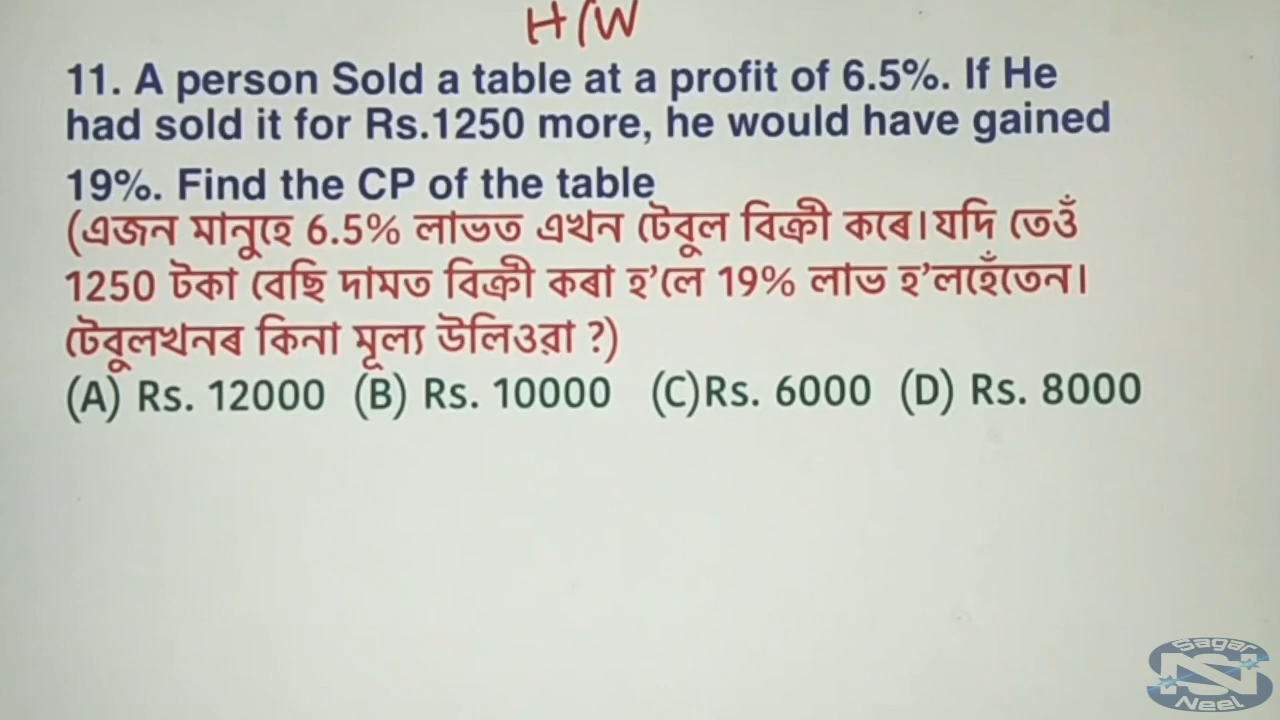 H/W
11. A person Sold a table at a profit of 6.5%. If He
had sold it for Rs.1250 more, he would have gained
19%. Find the CP of the table
(এজন মানুহে 6.5% লাভত এখন টেবুল বিক্ৰী কৰে।যদি তেওঁ
1250 টকা বেছি দামত বিক্ৰী কৰা হ'লে 19% লাভ হ'লহেঁতেন।
টেবুলখনৰ কিনা মূল্য উলিওৱা ?)
(A) Rs. 12000 (B) Rs. 10000 (C)Rs. 6000 (D) Rs. 8000
Sagar
NS
Neel